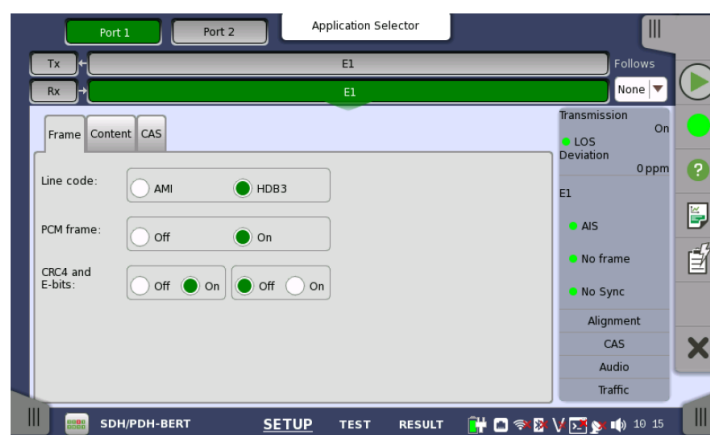 Port 1
Port 2
Application Selector
Tx
E1
Follows
Rx
E1
None
Frame
Content
CAS
Line code:
AMI
HDB3
PCM frame:
Off
On
CRC4 and
E-bits:
Off
On
Off
On
Transmission
On
LOS
Deviation
0 ppm
E1
AIS
No frame
No Sync
Alignment
CAS
Audio
Traffic
SDH/PDH-BERT
SETUP
TEST
RESULT
10 15